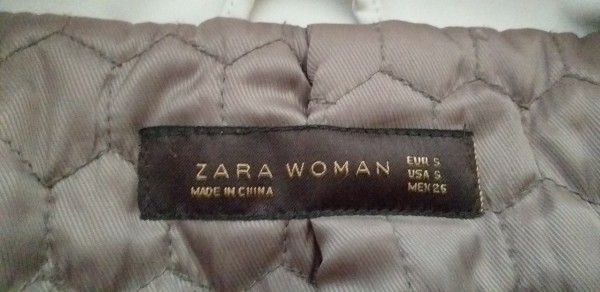 ZARA WOMAN
MADE IN CHINA
EUR S
USA S
MEX 26